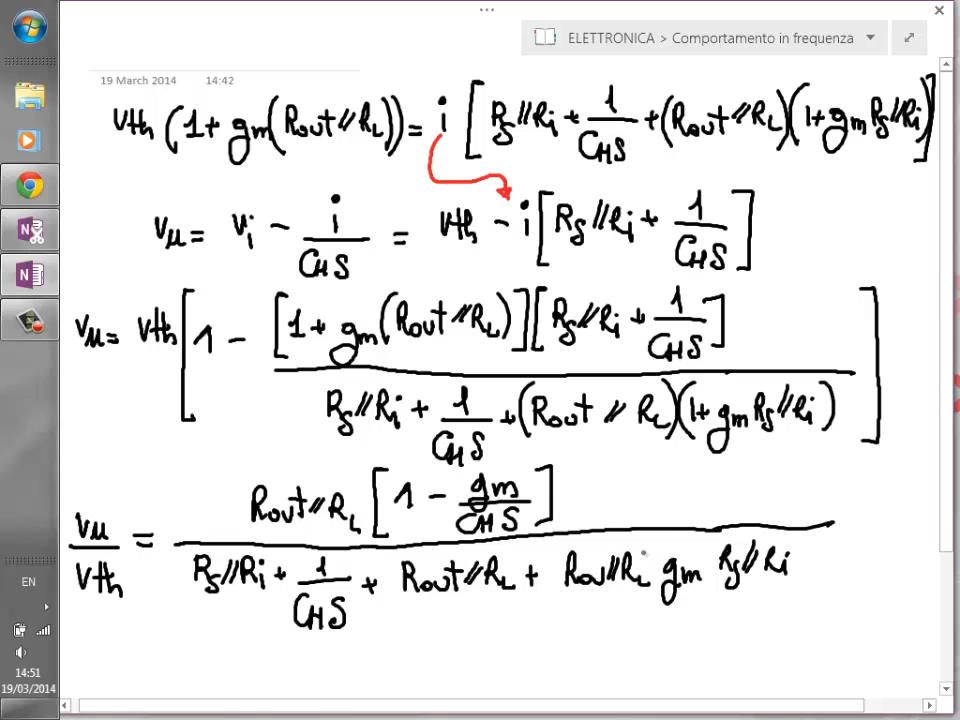 ELETTRONICA > Comportamento in frequenza
19 March 2014 14:42
Vth (1 + gm (Rout // RL)) = i [ Rs//Ri + 1/(CHS) + (Rout // RL)(1 + gm Rs//Ri) ]
Vu = Vi - i/(CHS) = Vth - i [ Rs//Ri + 1/(CHS) ]
Vu = Vth [ 1 - [1 + gm (Rout // RL)] [ Rs//Ri + 1/(CHS) ] / ( Rs//Ri + 1/(CHS) + (Rout // RL)(1 + gm Rs//Ri) ) ]
Vu/Vth = Rout // RL [ 1 - gm/(CHS) ] / ( Rs//Ri + 1/(CHS) + Rout // RL + Rou//RL gm Rs//Ri )
EN
14:51
19/03/2014